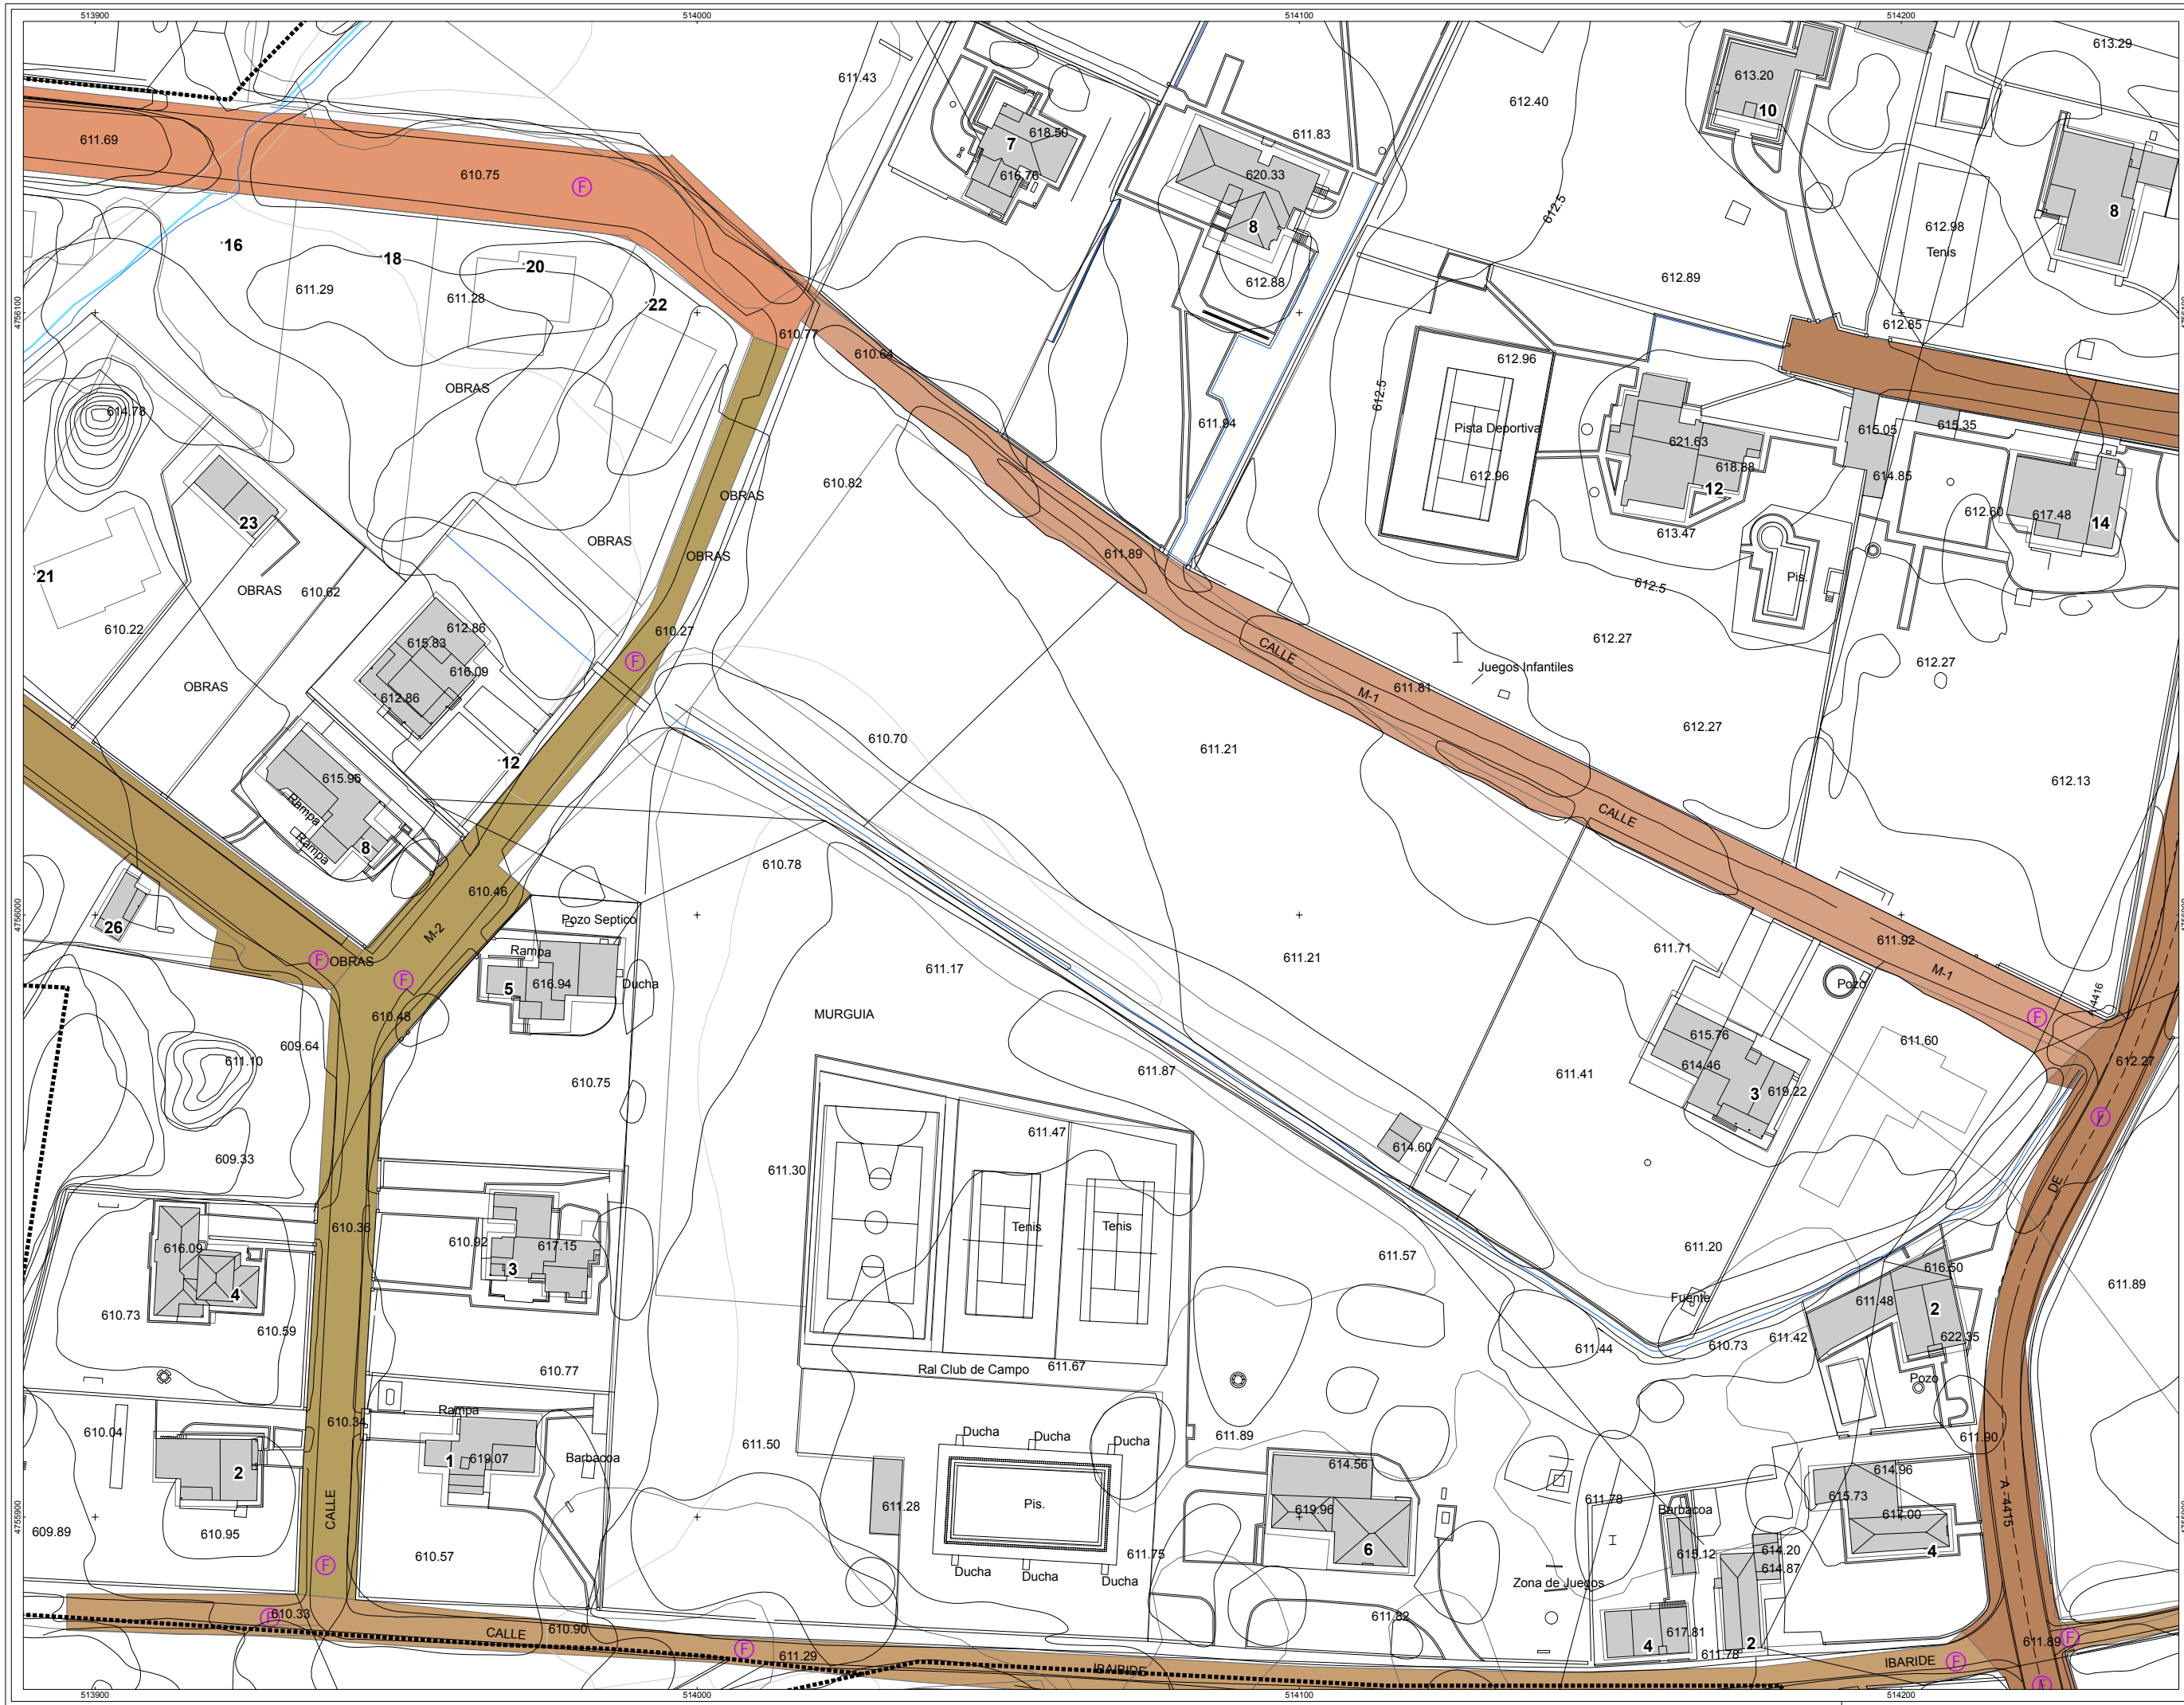 513900 514000 514100 514200
613.29
611.43
613.20
612.40
10
611.69
618.50
611.83
7
610.75
F
616.78
620.33
8
8
612.5
16
18
20
612.98
Tenis
611.29
611.28
22
612.88
612.89
4756100
610.77
612.85
610.64
612.96
OBRAS
612.5
614.78
611.94
Pista Deportiva
615.05
615.35
621.63
618.88
612.96
614.85
610.82
OBRAS
12
612.60
617.48
14
23
613.47
OBRAS
OBRAS
611.89
21
Pis.
612.5
OBRAS
610.62
610.22
612.86
610.27
612.27
615.83
CALLE
F
612.27
616.09
Juegos Infantiles
OBRAS
611.81
612.86
M-1
612.27
610.70
611.21
12
615.96
612.13
Rampa
CALLE
Rampa
8
610.78
610.46
26
Pozo Septico
M-2
611.92
Rampa
611.71
F
OBRAS
611.21
611.17
M-1
F
616.94
Ducha
5
Pozo
610.48
MURGUIA
F
615.76
609.64
611.60
611.10
614.46
612.27
611.87
611.41
610.75
3
619.22
F
611.47
614.60
609.33
611.30
DE
610.36
Tenis
Tenis
610.92
617.15
616.09
611.20
611.57
3
616.50
4
Fuente
611.48
611.89
2
610.73
610.59
611.42
622.35
611.44
610.73
611.67
Ral Club de Campo
610.77
Pozo
Rampa
610.34
610.04
Ducha
Ducha
Ducha
611.89
611.90
611.50
1
619.07
Barbacoa
614.56
614.96
2
615.73
611.78
Pis.
611.28
619.96
Barbacoa
617.00
CALLE
A-4415
609.89
610.95
6
614.20
4
610.57
611.75
615.12
614.87
F
Ducha
Ducha
Ducha
Zona de Juegos
F
610.33
611.82
CALLE
610.90
617.81
F
4
2
611.89
F
611.29
611.78
IBAIBIDE
IBARIDE
F
F
513900 514000 514100 514200